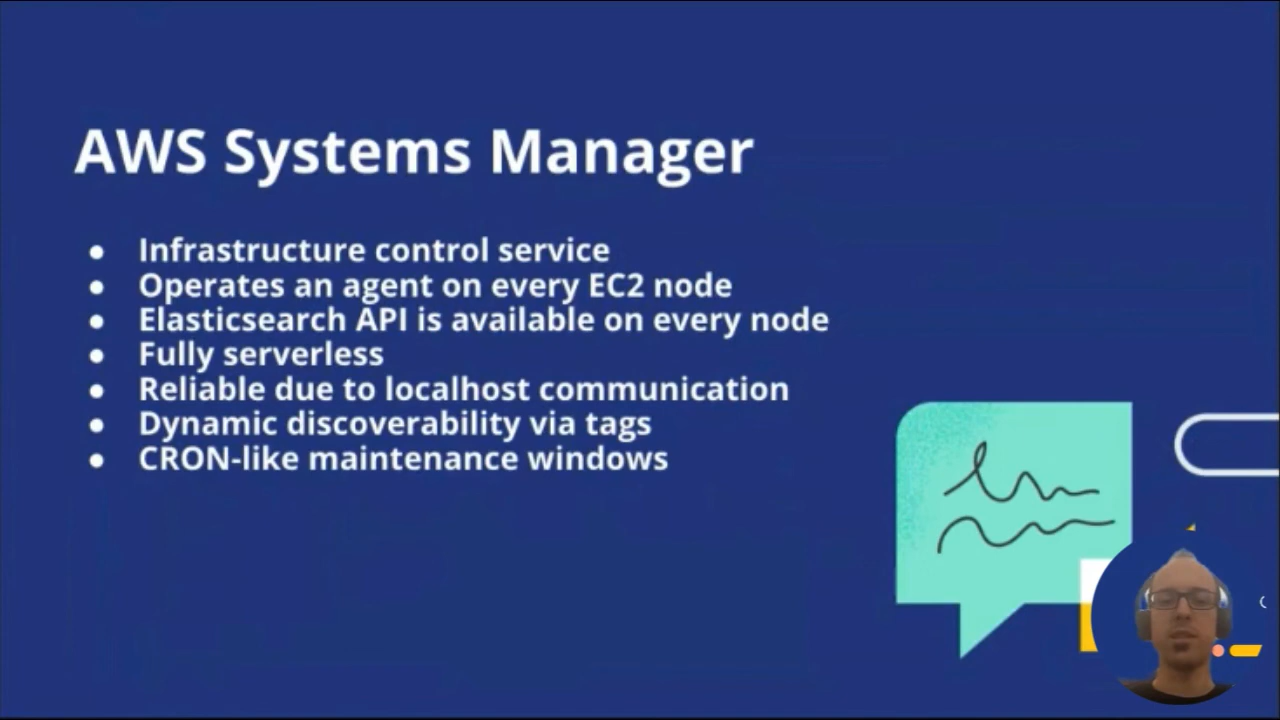 AWS Systems Manager
● Infrastructure control service
● Operates an agent on every EC2 node
● Elasticsearch API is available on every node
● Fully serverless
● Reliable due to localhost communication
● Dynamic discoverability via tags
● CRON-like maintenance windows